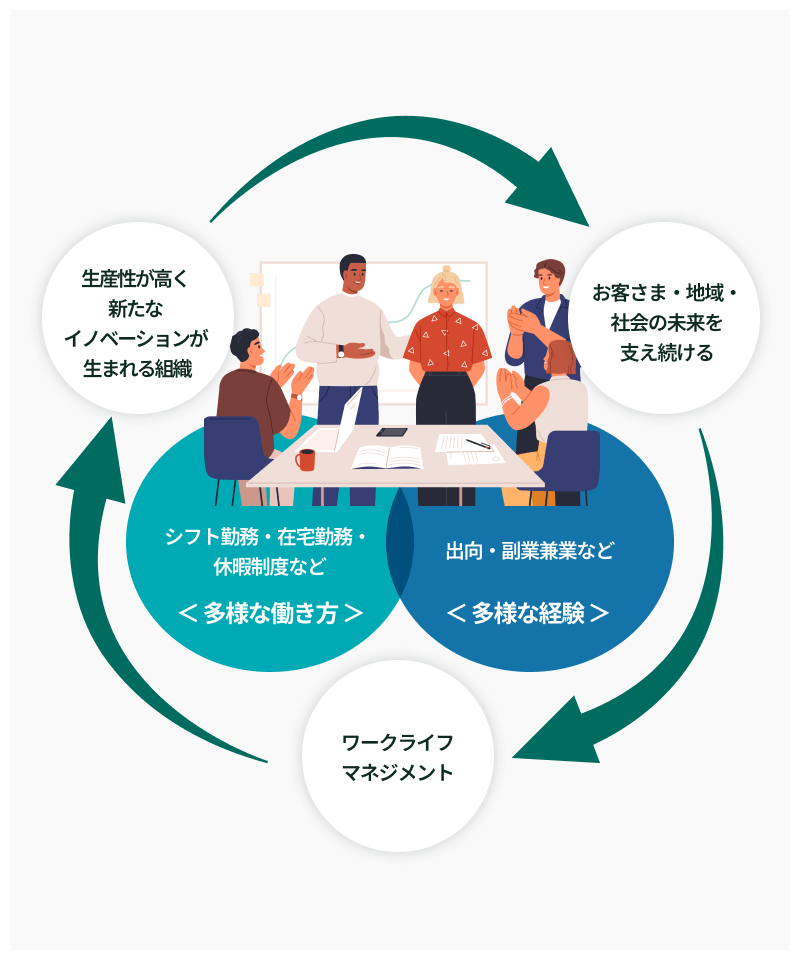 生産性が高く
新たな
イノベーションが
生まれる組織
お客さま・地域・
社会の未来を
支え続ける
シフト勤務・在宅勤務・
休暇制度など
＜ 多様な働き方 ＞
出向・副業兼業など
＜ 多様な経験 ＞
ワークライフ
マネジメント